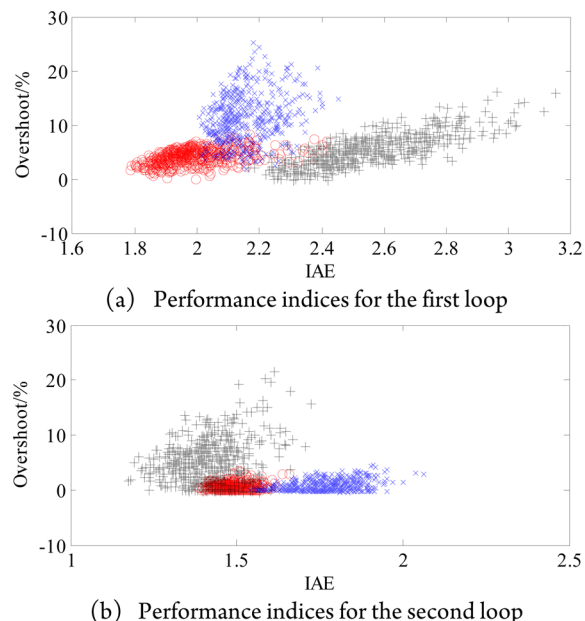 30
20
10
0
-10
Overshoot/%
1.6 1.8 2 2.2 2.4 2.6 2.8 3 3.2
IAE
(a) Performance indices for the first loop
30
20
10
0
-10
Overshoot/%
1 1.5 2 2.5
IAE
(b) Performance indices for the second loop